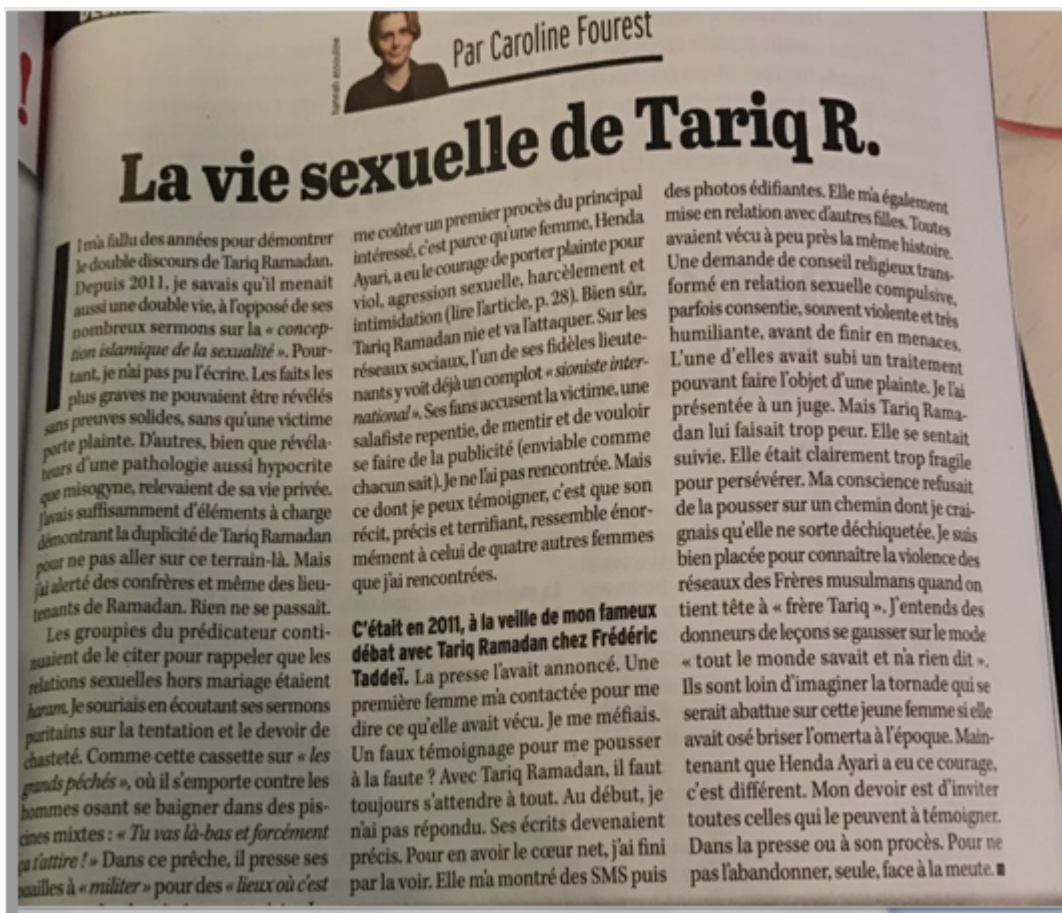 Par Caroline Fourest
La vie sexuelle de Tariq R.
Il m'a fallu des années pour démontrer
le double discours de Tariq Ramadan.
Depuis 2011, je savais qu'il menait
aussi une double vie, à l'opposé de ses
nombreux sermons sur la « concep-
tion islamique de la sexualité ». Pour-
tant, je n'ai pas pu l'écrire. Les faits les
plus graves ne pouvaient être révélés
sans preuves solides, sans qu'une victime
porte plainte. D'autres, bien que révéla-
teurs d'une pathologie aussi hypocrite
que misogyne, relevaient de sa vie privée.
J'avais suffisamment d'éléments à charge
démontrant la duplicité de Tariq Ramadan
pour ne pas aller sur ce terrain-là. Mais
j'ai alerté des confrères et même des lieu-
tenants de Ramadan. Rien ne se passait.
Les groupies du prédicateur conti-
nuaient de le citer pour rappeler que les
relations sexuelles hors mariage étaient
haram. Je souriais en écoutant ses sermons
puritains sur la tentation et le devoir de
chasteté. Comme cette cassette sur « les
grands péchés », où il s'emporte contre les
hommes osant se baigner dans des pis-
cines mixtes : « Tu vas là-bas et forcément
ça t'attire ! » Dans ce prêche, il presse ses
ouailles à « militer » pour des « lieux où c'est
me coûter un premier procès du principal
intéressé, c'est parce qu'une femme, Henda
Ayari, a eu le courage de porter plainte pour
viol, agression sexuelle, harcèlement et
intimidation (lire l'article, p. 28). Bien sûr,
Tariq Ramadan nie et va l'attaquer. Sur les
réseaux sociaux, l'un de ses fidèles lieute-
nants y voit déjà un complot « sioniste inter-
national ». Ses fans accusent la victime, une
salafiste repentie, de mentir et de vouloir
se faire de la publicité (enviable comme
chacun sait). Je ne l'ai pas rencontrée. Mais
ce dont je peux témoigner, c'est que son
récit, précis et terrifiant, ressemble énor-
mément à celui de quatre autres femmes
que j'ai rencontrées.
C'était en 2011, à la veille de mon fameux
débat avec Tariq Ramadan chez Frédéric
Taddeï. La presse l'avait annoncé. Une
première femme m'a contactée pour me
dire ce qu'elle avait vécu. Je me méfiais.
Un faux témoignage pour me pousser
à la faute ? Avec Tariq Ramadan, il faut
toujours s'attendre à tout. Au début, je
n'ai pas répondu. Ses écrits devenaient
précis. Pour en avoir le cœur net, j'ai fini
par la voir. Elle m'a montré des SMS puis
des photos édifiantes. Elle m'a également
mise en relation avec d'autres filles. Toutes
avaient vécu à peu près la même histoire.
Une demande de conseil religieux trans-
formé en relation sexuelle compulsive,
parfois consentie, souvent violente et très
humiliante, avant de finir en menaces.
L'une d'elles avait subi un traitement
pouvant faire l'objet d'une plainte. Je l'ai
présentée à un juge. Mais Tariq Rama-
dan lui faisait trop peur. Elle se sentait
suivie. Elle était clairement trop fragile
pour persévérer. Ma conscience refusait
de la pousser sur un chemin dont je crai-
gnais qu'elle ne sorte déchiquetée. Je suis
bien placée pour connaître la violence des
réseaux des Frères musulmans quand on
tient tête à « frère Tariq ». J'entends des
donneurs de leçons se gausser sur le mode
« tout le monde savait et n'a rien dit ».
Ils sont loin d'imaginer la tornade qui se
serait abattue sur cette jeune femme si elle
avait osé briser l'omerta à l'époque. Main-
tenant que Henda Ayari a eu ce courage,
c'est différent. Mon devoir est d'inviter
toutes celles qui le peuvent à témoigner.
Dans la presse ou à son procès. Pour ne
pas l'abandonner, seule, face à la meute.